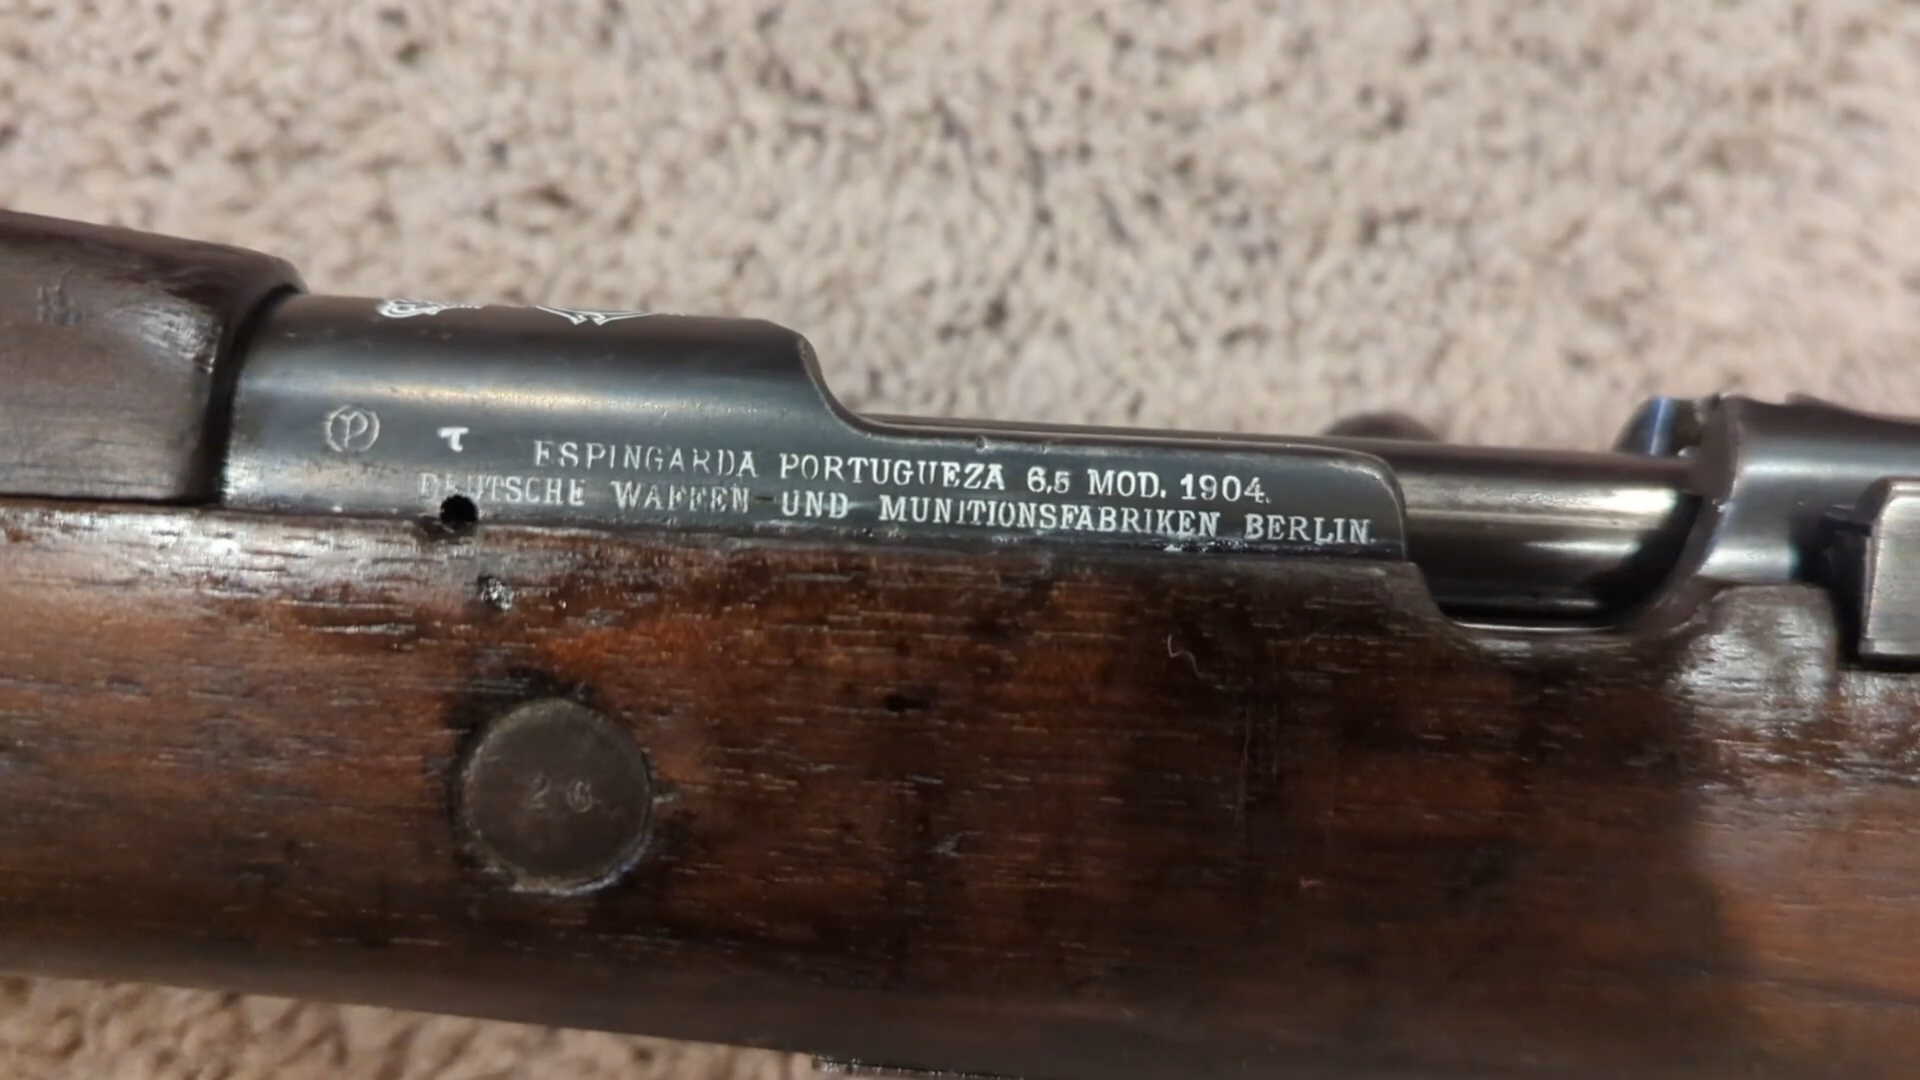 P
τ
ESPINGARDA PORTUGUEZA 6,5 MOD. 1904.
DEUTSCHE WAFFEN-UND MUNITIONSFABRIKEN BERLIN.
26